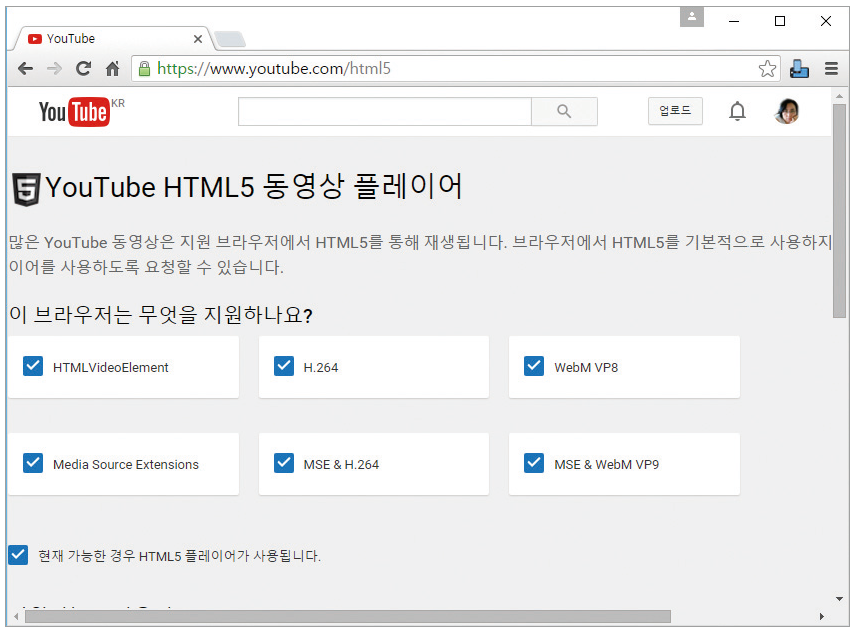 YouTube
https://www.youtube.com/html5
YouTube KR
업로드
YouTube HTML5 동영상 플레이어
많은 YouTube 동영상은 지원 브라우저에서 HTML5를 통해 재생됩니다. 브라우저에서 HTML5를 기본적으로 사용하지
이어를 사용하도록 요청할 수 있습니다.
이 브라우저는 무엇을 지원하나요?
HTMLVideoElement
H.264
WebM VP8
Media Source Extensions
MSE & H.264
MSE & WebM VP9
현재 가능한 경우 HTML5 플레이어가 사용됩니다.